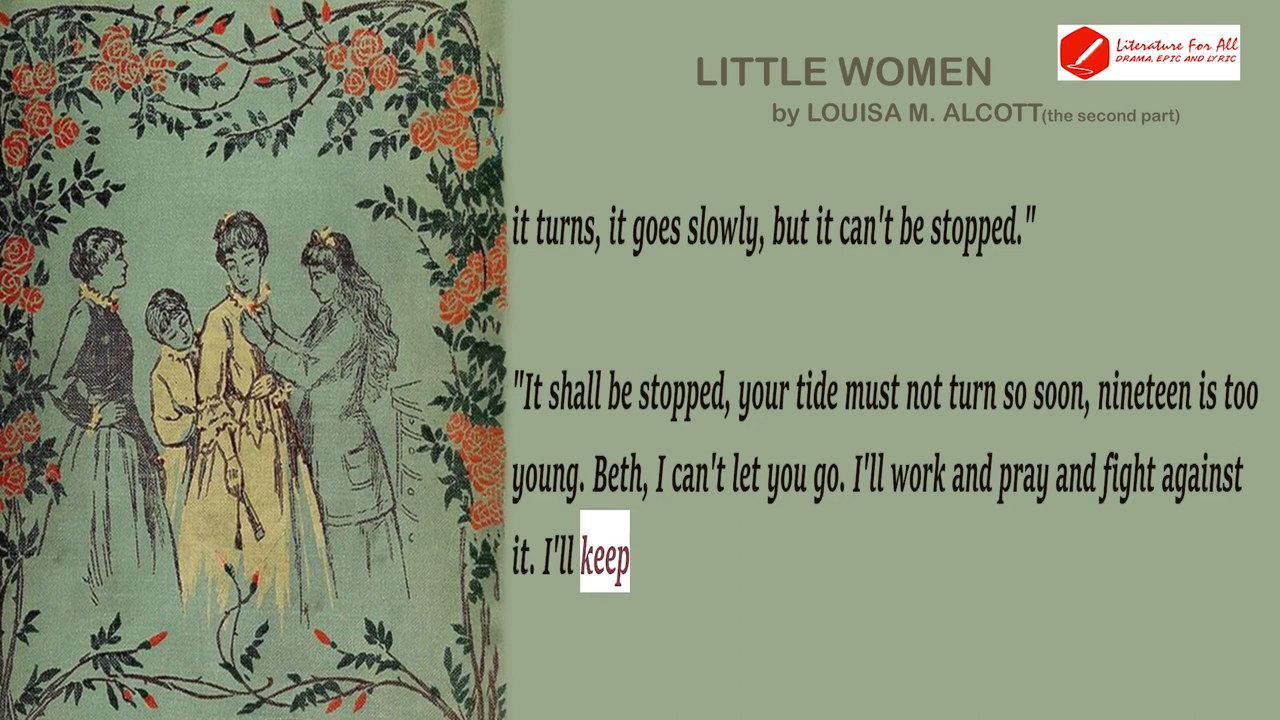 LITTLE WOMEN
by LOUISA M. ALCOTT(the second part)
Literature For All
DRAMA, EPIC AND LYRIC
it turns, it goes slowly, but it can't be stopped."
"It shall be stopped, your tide must not turn so soon, nineteen is too
young. Beth, I can't let you go. I'll work and pray and fight against
it. I'll keep